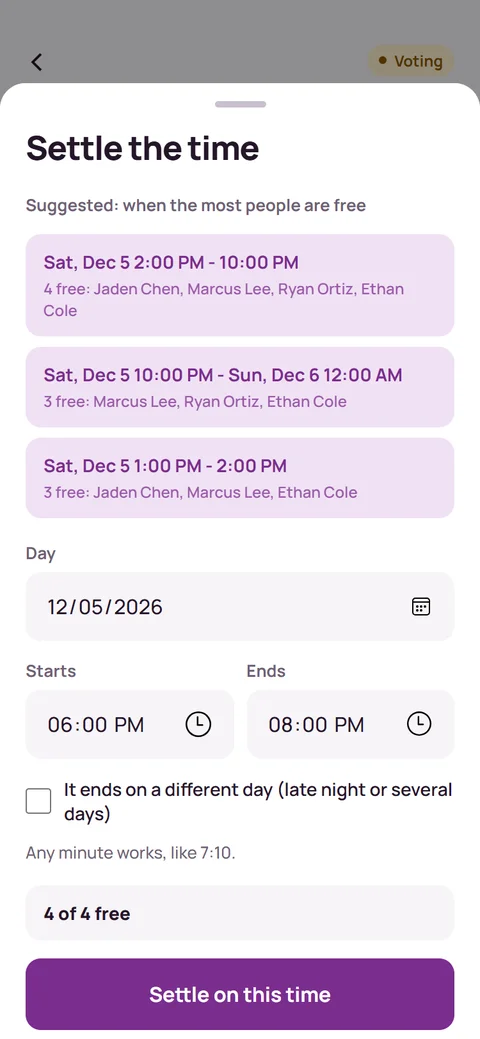 Voting
Settle the time
Suggested: when the most people are free
Sat, Dec 5 2:00 PM - 10:00 PM
4 free: Jaden Chen, Marcus Lee, Ryan Ortiz, Ethan
Cole
Sat, Dec 5 10:00 PM - Sun, Dec 6 12:00 AM
3 free: Marcus Lee, Ryan Ortiz, Ethan Cole
Sat, Dec 5 1:00 PM - 2:00 PM
3 free: Jaden Chen, Marcus Lee, Ethan Cole
Day
12/05/2026
Starts
Ends
06:00 PM
08:00 PM
It ends on a different day (late night or several
days)
Any minute works, like 7:10.
4 of 4 free
Settle on this time